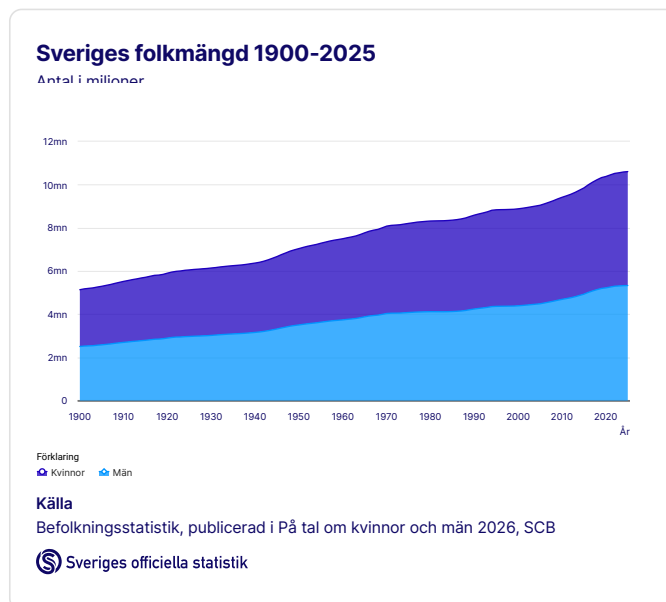 Sveriges folkmängd 1900-2025
Antal i miljoner
12mn
10mn
8mn
6mn
4mn
2mn
0
1900 1910 1920 1930 1940 1950 1960 1970 1980 1990 2000 2010 2020
År
Förklaring
Kvinnor Män
Källa
Befolkningsstatistik, publicerad i På tal om kvinnor och män 2026, SCB
Sveriges officiella statistik